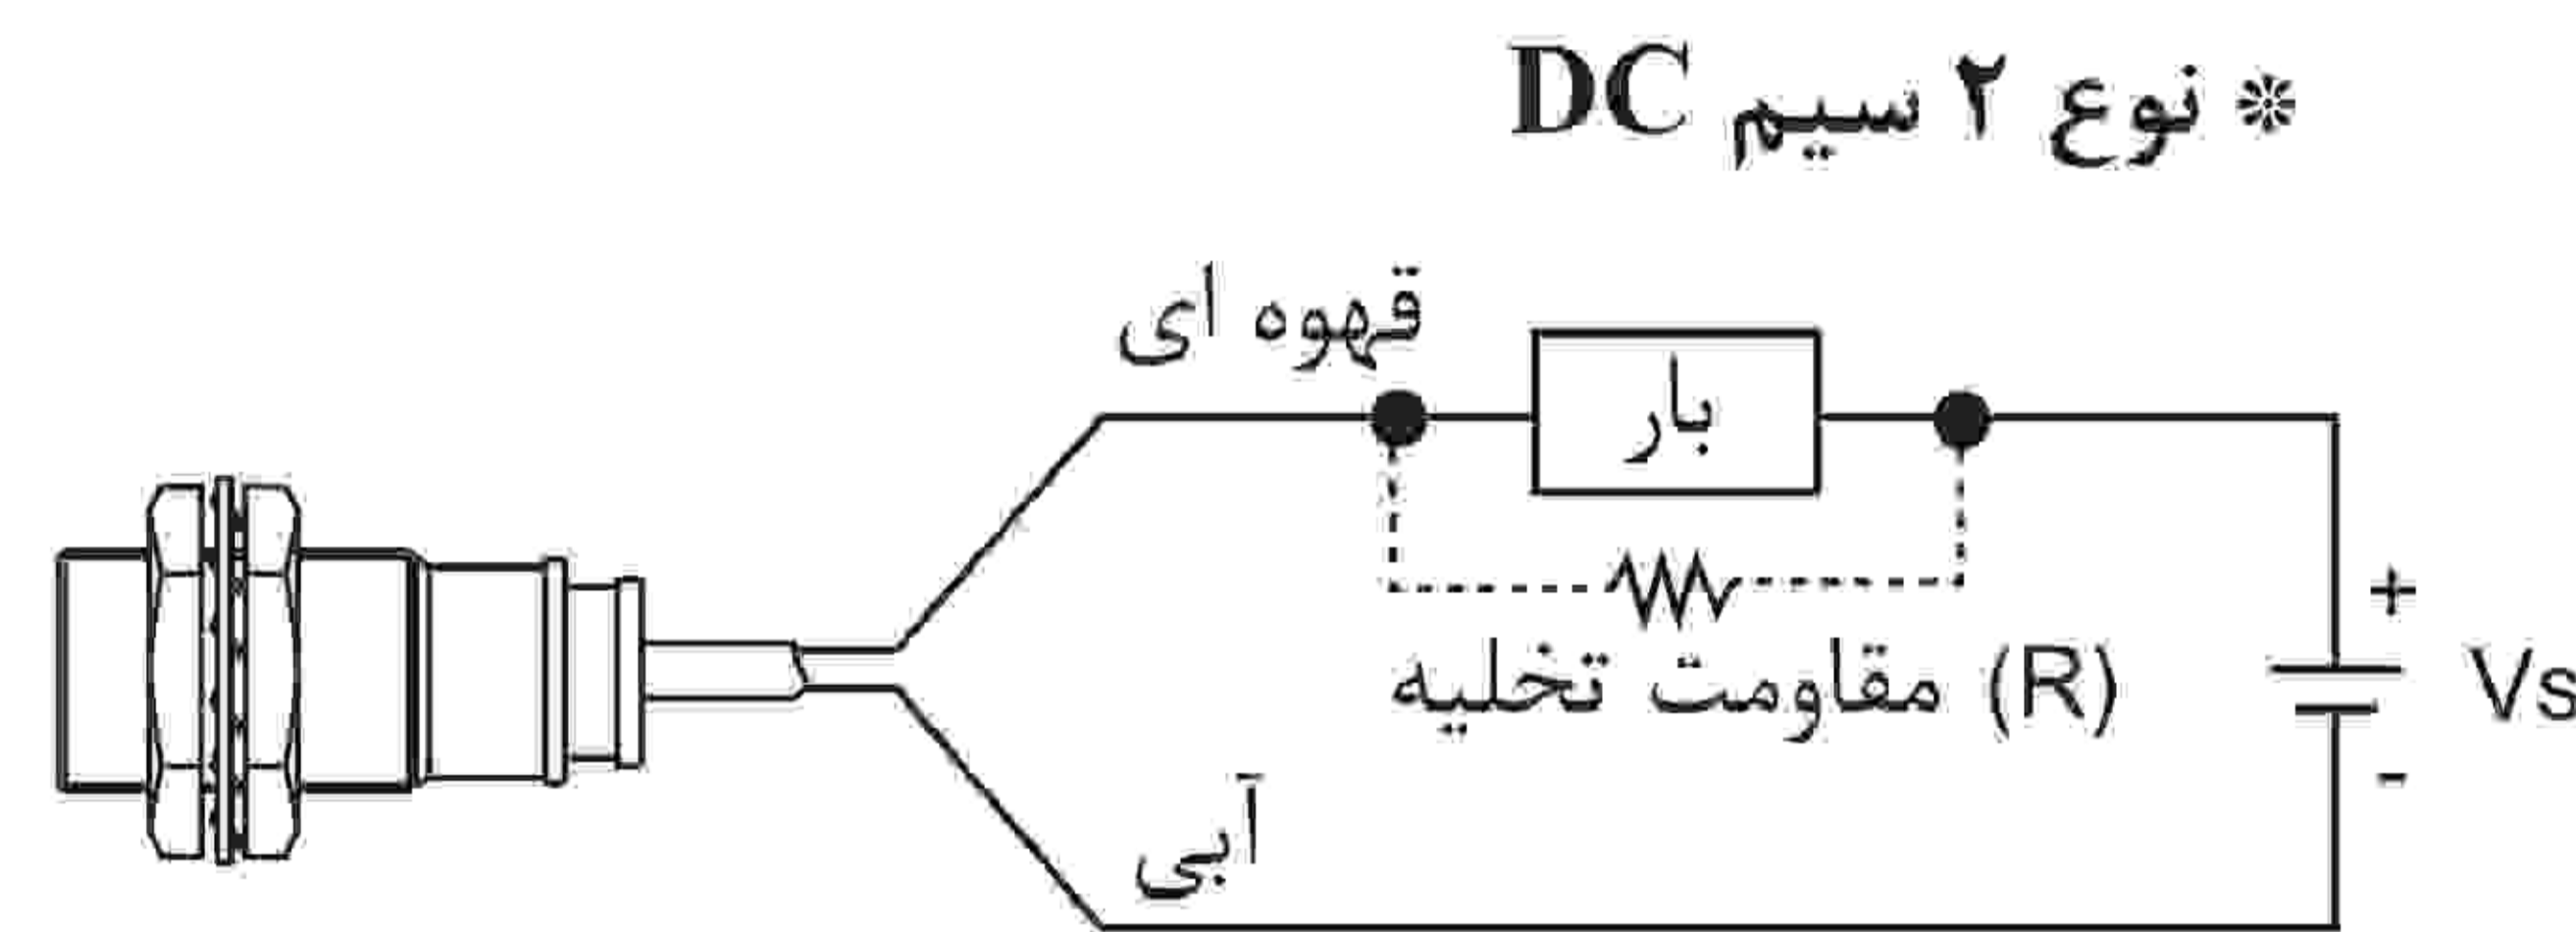 * نوع ۲ سیم DC
قهوه ای
بار
مقاومت تخلیه (R)
+
Vs
-
آبی